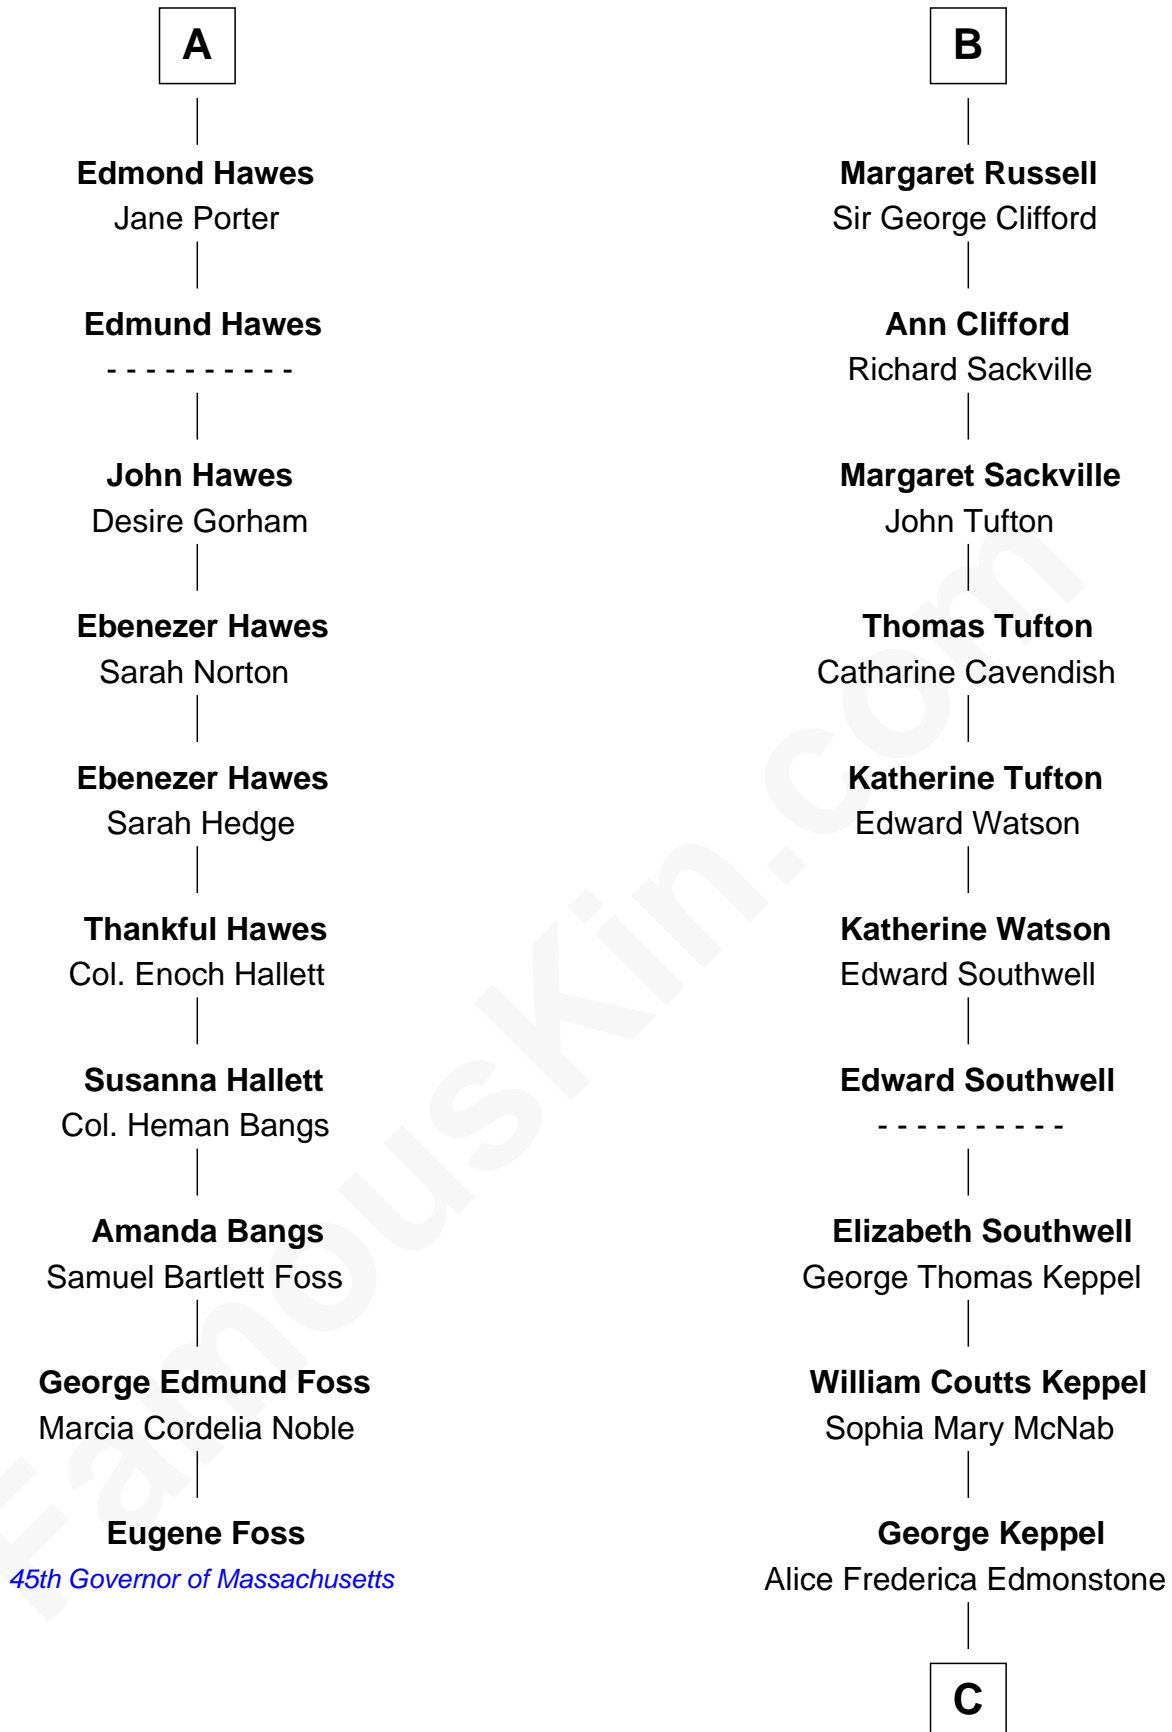 A
Edmond Hawes
Jane Porter
Edmund Hawes
- - - - - - - - - -
John Hawes
Desire Gorham
Ebenezer Hawes
Sarah Norton
Ebenezer Hawes
Sarah Hedge
Thankful Hawes
Col. Enoch Hallett
Susanna Hallett
Col. Heman Bangs
Amanda Bangs
Samuel Bartlett Foss
George Edmund Foss
Marcia Cordelia Noble
Eugene Foss
45th Governor of Massachusetts
B
Margaret Russell
Sir George Clifford
Ann Clifford
Richard Sackville
Margaret Sackville
John Tufton
Thomas Tufton
Catharine Cavendish
Katherine Tufton
Edward Watson
Katherine Watson
Edward Southwell
Edward Southwell
- - - - - - - - - -
Elizabeth Southwell
George Thomas Keppel
William Coutts Keppel
Sophia Mary McNab
George Keppel
Alice Frederica Edmonstone
C
FamousKin.com